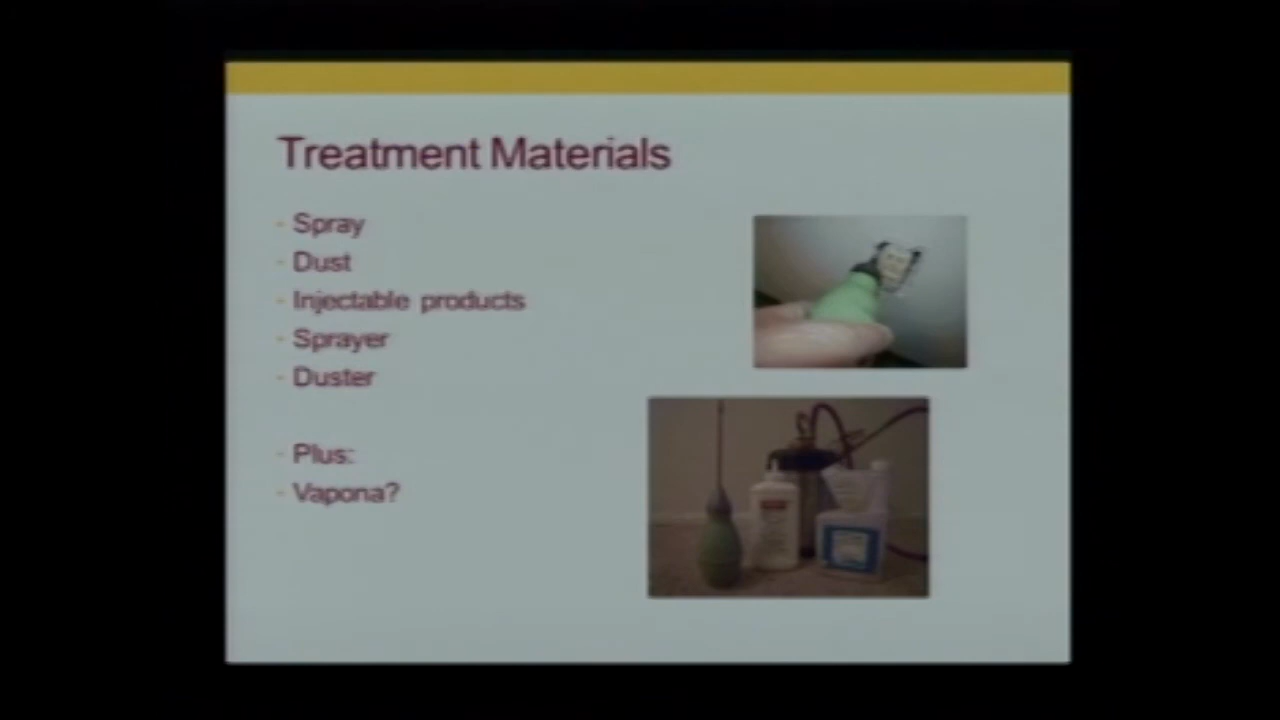 Treatment Materials
- Spray
- Dust
- Injectable products
- Sprayer
- Duster
- Plus:
- Vapona?